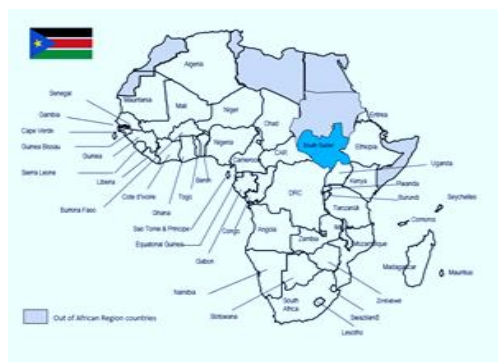 Algeria
Senegal
Mauritania
Mali
Niger
Chad
Eritrea
Gambia
Cape Verde
Guinea Bissau
Guinea
Nigeria
South Sudan
Ethiopia
Sierra Leone
Liberia
Cameroon
CAR
Uganda
Burkina Faso
Cote d'Ivoire
Ghana
Togo
Benin
DRC
Kenya
Rwanda
Burundi
Sao Tome & Principe
Equatorial Guinea
Congo
Gabon
Tanzania
Seychelles
Comoros
Angola
Zambia
Mozambique
Namibia
Botswana
South
Africa
Madagascar
Mauritius
Zimbabwe
Swaziland
Lesotho
Out of African Region countries